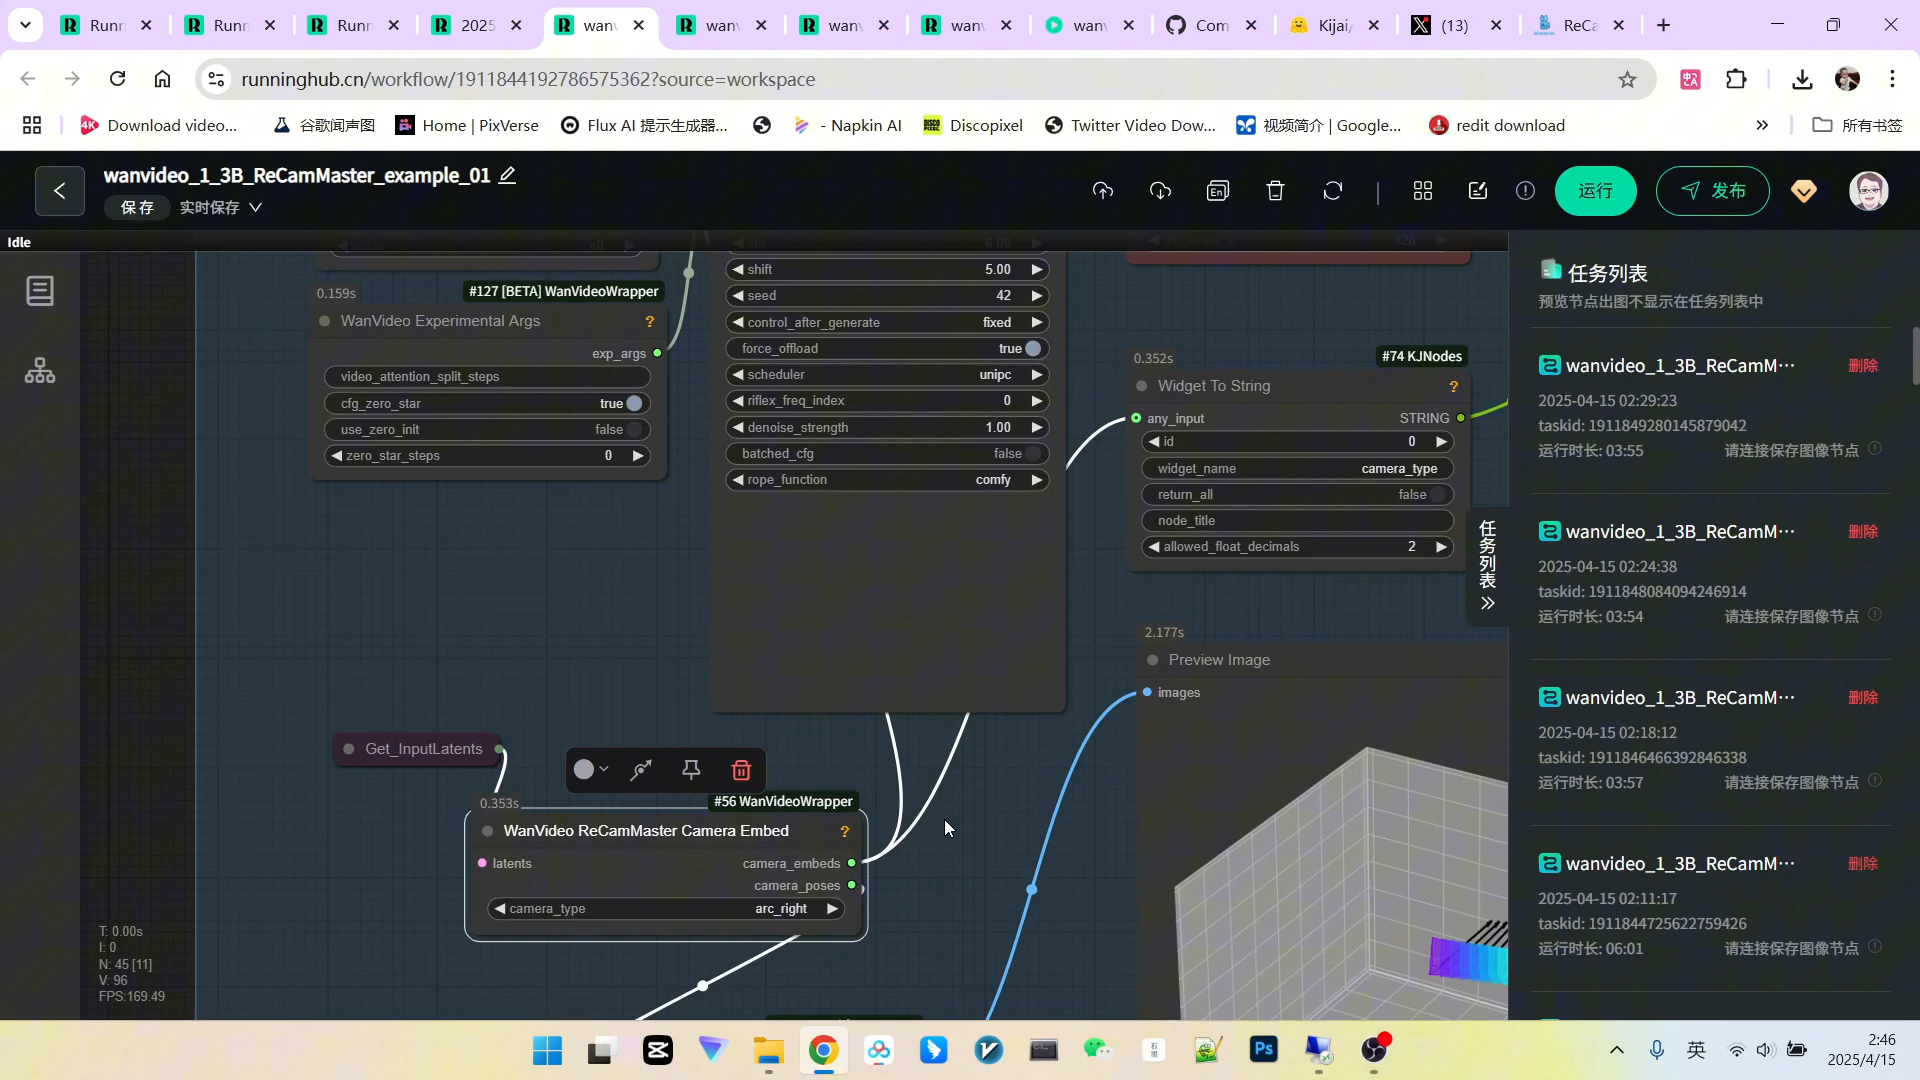 Runn
Runn
Runn
2025
wan
wan
wan
wan
wan
Com
Kijai/
(13)
ReCa
runninghub.cn/workflow/1911844192786575362?source=workspace
Download video...
谷歌闻声图
Home | PixVerse
Flux AI 提示生成器...
- Napkin AI
Discopixel
Twitter Video Dow...
视频简介 | Google...
redit download
所有书签
wanvideo_1_3B_ReCamMaster_example_01
保存
实时保存
En
运行
发布
Idle
0.159s
#127 [BETA] WanVideoWrapper
WanVideo Experimental Args
?
exp_args
video_attention_split_steps
cfg_zero_star true
use_zero_init false
zero_star_steps 0
6.00
shift 5.00
seed 42
control_after_generate fixed
force_offload true
scheduler unipc
riflex_freq_index 0
denoise_strength 1.00
batched_cfg false
rope_function comfy
0.352s
#74 KJNodes
Widget To String
?
any_input STRING
id 0
widget_name camera_type
return_all false
node_title
allowed_float_decimals 2
2.177s
Preview Image
images
Get_InputLatents
0.353s
#56 WanVideoWrapper
WanVideo ReCamMaster Camera Embed
?
latents camera_embeds
camera_poses
camera_type arc_right
T: 0.00s
I: 0
N: 45 [11]
V: 96
FPS:169.49
任务列表
任务列表
预览节点出图不显示在任务列表中
wanvideo_1_3B_ReCamM··· 删除
2025-04-15 02:29:23
taskid: 1911849280145879042
运行时长: 03:55 请连接保存图像节点
wanvideo_1_3B_ReCamM··· 删除
2025-04-15 02:24:38
taskid: 1911848084094246914
运行时长: 03:54 请连接保存图像节点
wanvideo_1_3B_ReCamM··· 删除
2025-04-15 02:18:12
taskid: 1911846466392846338
运行时长: 03:57 请连接保存图像节点
wanvideo_1_3B_ReCamM··· 删除
2025-04-15 02:11:17
taskid: 1911844725622759426
运行时长: 06:01 请连接保存图像节点
Ps
英
2:46
2025/4/15